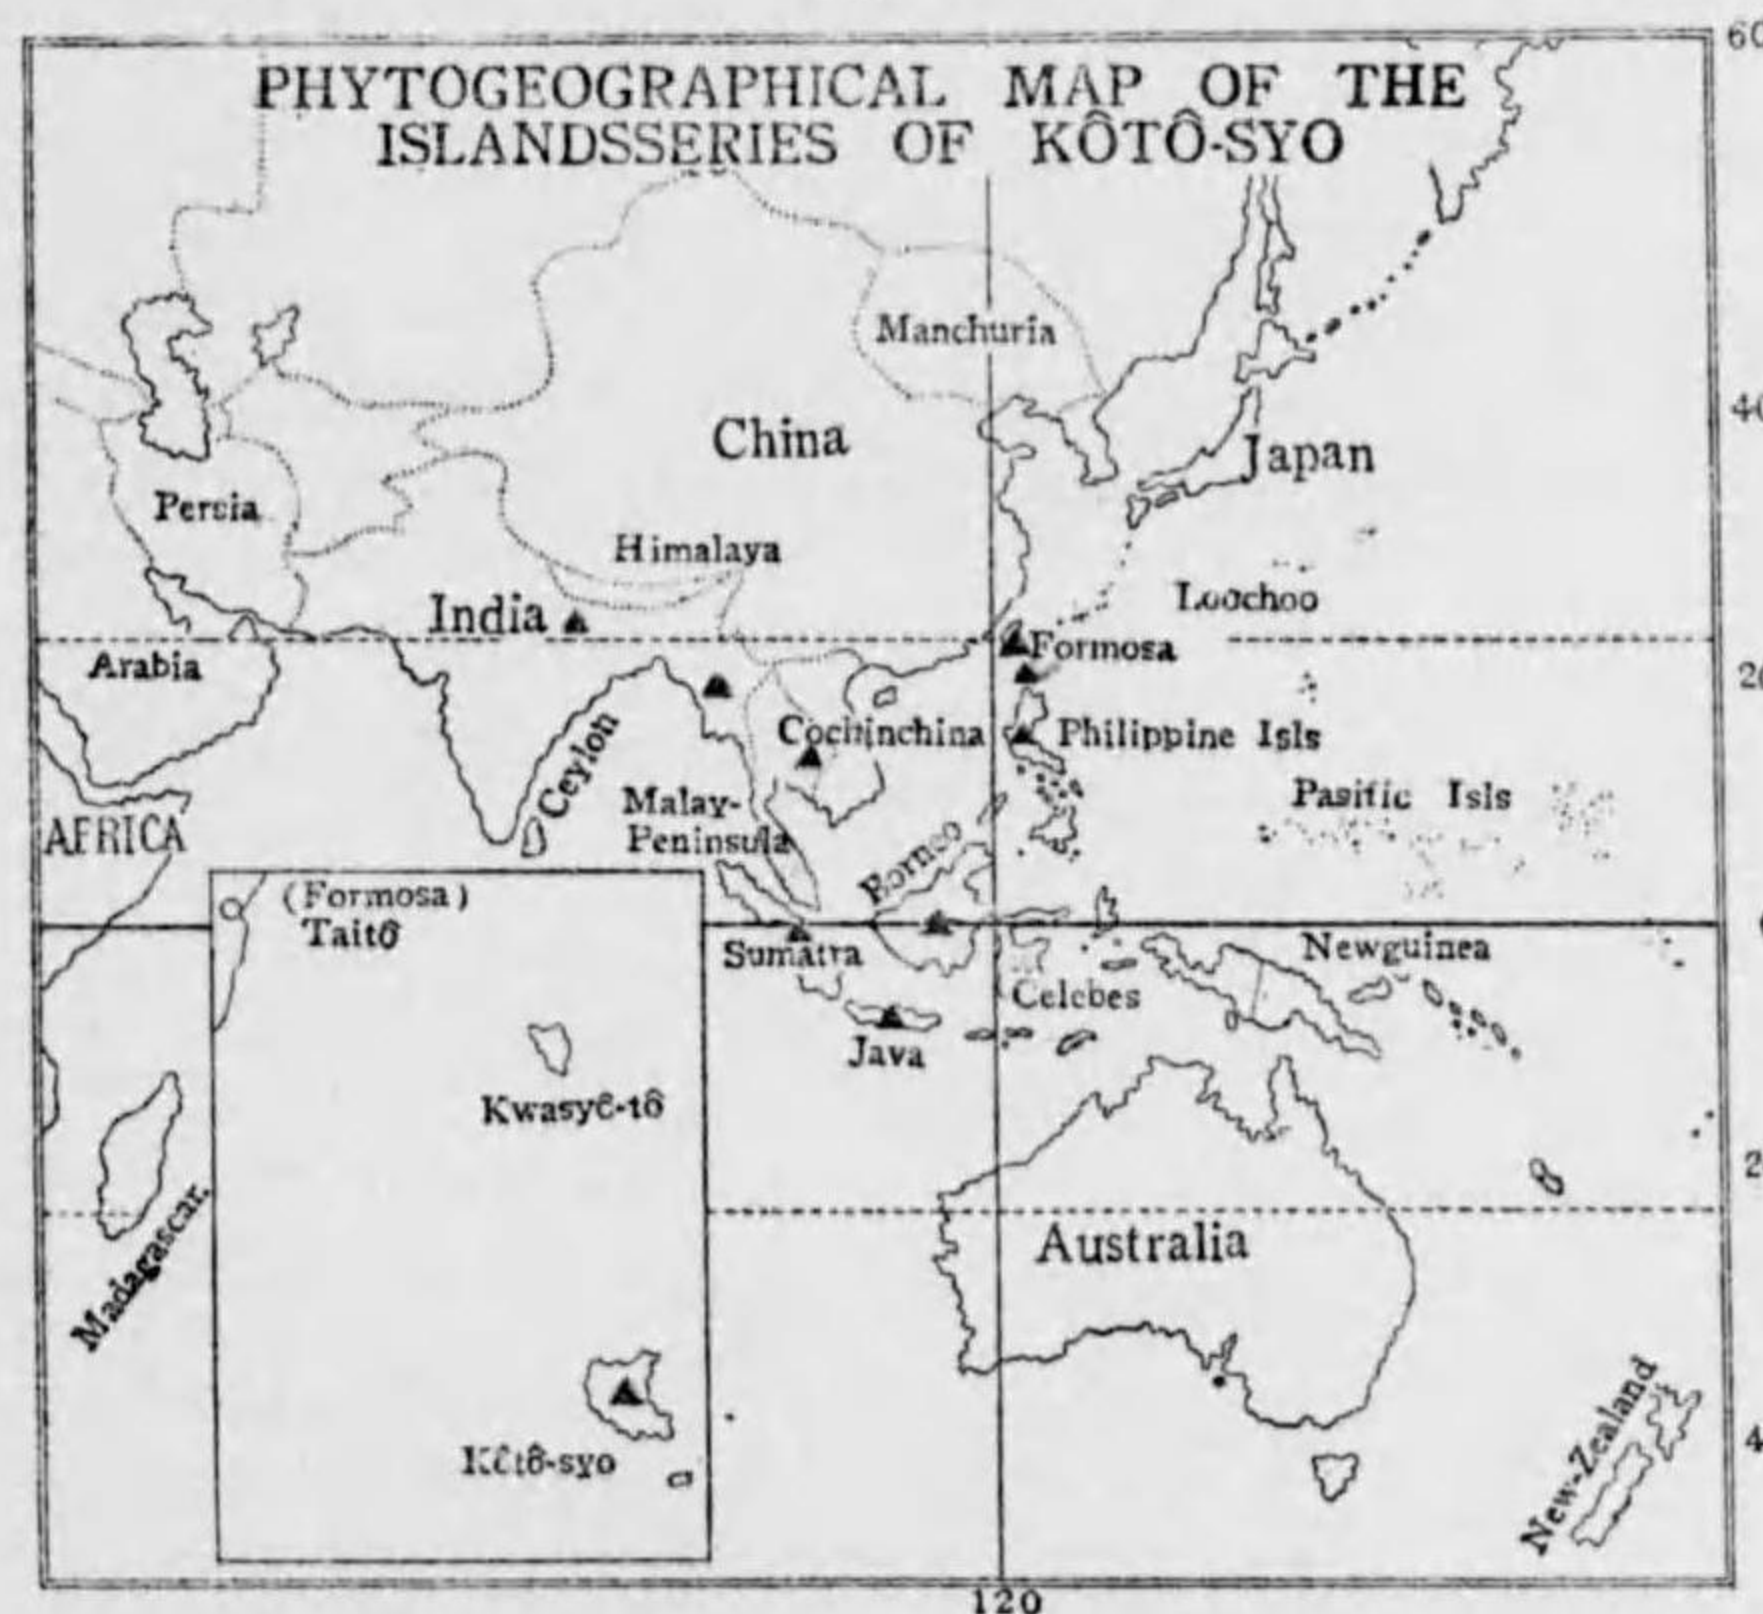 PHYTOGEOGRAPHICAL MAP OF THE
ISLANDSSERIES OF KÔTÔ-SYO
60
Manchuria
China
Japan
Persia
Himalaya
India
Loochoo
Formosa
Arabia
Cochinchina
Philippine Isls
Ceylon
Malay-
Peninsula
Pasific Isls
AFRICA
Borneo
(Formosa)
Taitô
Sumatra
Newguinea
Celebes
Java
Kwasyô-tô
Madagascar.
Australia
Kôtô-syo
New-Zealand
120